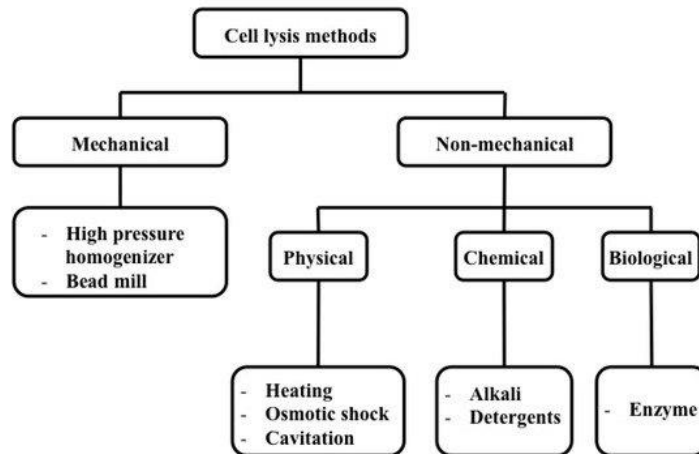 Cell lysis methods
Mechanical
Non-mechanical
- High pressure
homogenizer
- Bead mill
Physical
Chemical
Biological
- Heating
- Osmotic shock
- Cavitation
- Alkali
- Detergents
- Enzyme